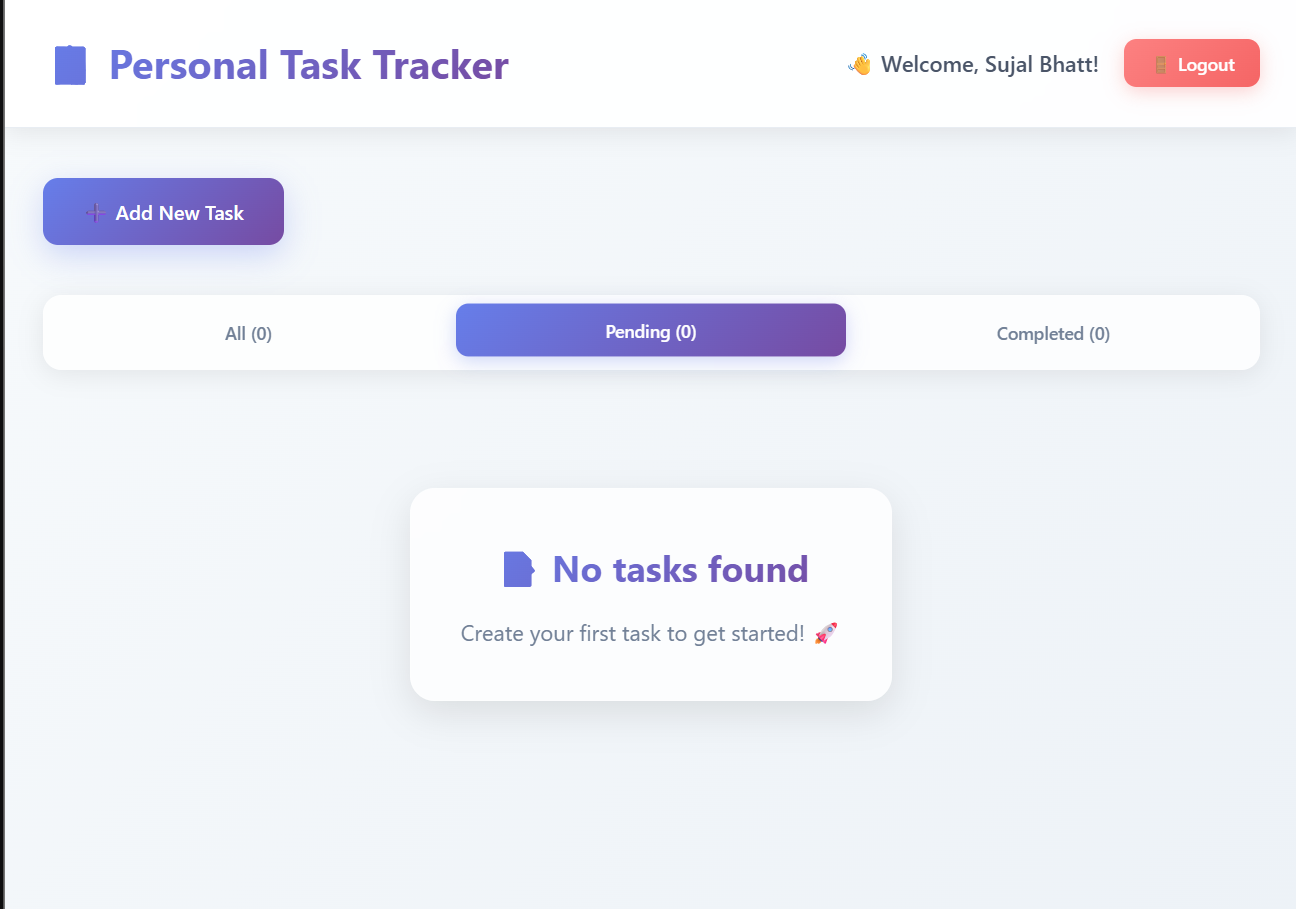 Personal Task Tracker
👋 Welcome, Sujal Bhatt!
🚪 Logout
➕ Add New Task
All (0)
Pending (0)
Completed (0)
No tasks found
Create your first task to get started! 🚀